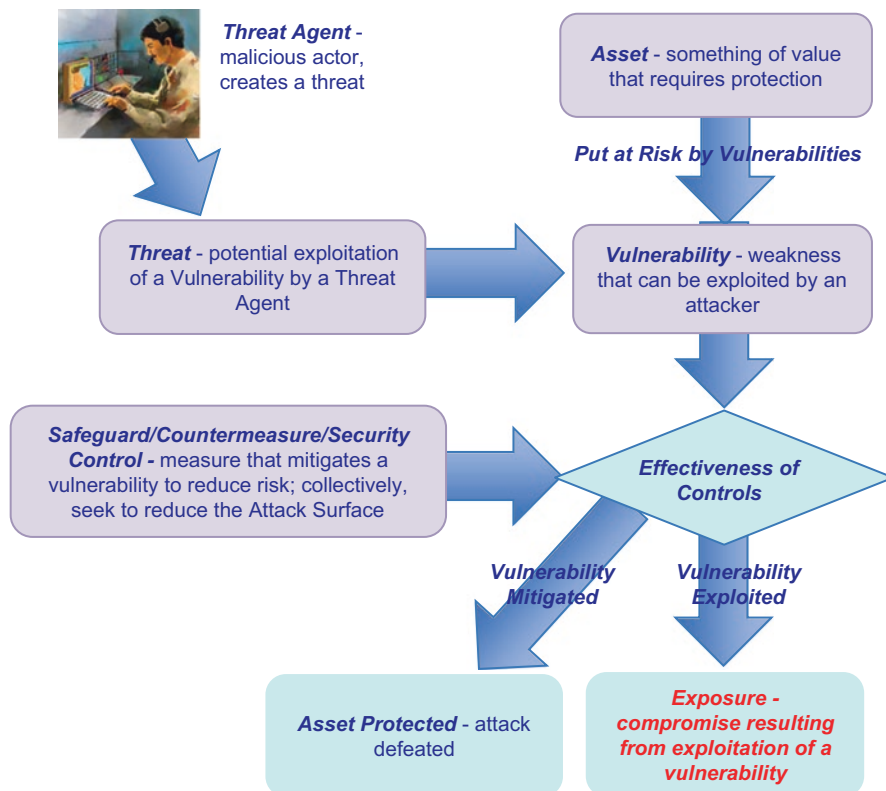 Threat Agent -
malicious actor,
creates a threat
Asset - something of value
that requires protection
Put at Risk by Vulnerabilities
Threat - potential exploitation
of a Vulnerability by a Threat
Agent
Vulnerability - weakness
that can be exploited by an
attacker
Safeguard/Countermeasure/Security
Control - measure that mitigates a
vulnerability to reduce risk; collectively,
seek to reduce the Attack Surface
Effectiveness of
Controls
Vulnerability
Mitigated
Vulnerability
Exploited
Asset Protected - attack
defeated
Exposure -
compromise resulting
from exploitation of a
vulnerability